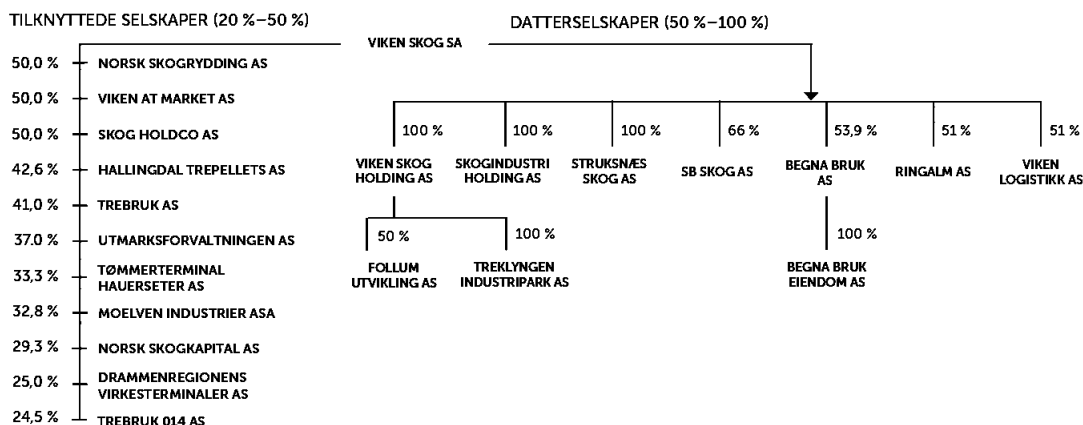 TILKNYTTEDE SELSKAPER (20 %–50 %)
DATTERSELSKAPER (50 %–100 %)
VIKEN SKOG SA
50,0 % NORSK SKOGRYDDING AS
50,0 % VIKEN AT MARKET AS
50,0 % SKOG HOLDCO AS
42,6 % HALLINGDAL TREPELLETS AS
41,0 % TREBRUK AS
37.0 % UTMARKSFORVALTNINGEN AS
33,3 % TØMMERTERMINAL
HAUERSETER AS
32,8 % MOELVEN INDUSTRIER ASA
29,3 % NORSK SKOGKAPITAL AS
25,0 % DRAMMENREGIONENS
VIRKESTERMINALER AS
24,5 % TREBRUK 014 AS
100 %
VIKEN SKOG
HOLDING AS
100 %
SKOGINDUSTRI
HOLDING AS
100 %
STRUKSNÆS
SKOG AS
66 %
SB SKOG AS
53,9 %
BEGNA BRUK
AS
51 %
RINGALM AS
51 %
VIKEN
LOGISTIKK AS
50 %
FOLLUM
UTVIKLING AS
100 %
TREKLYNGEN
INDUSTRIPARK AS
100 %
BEGNA BRUK
EIENDOM AS